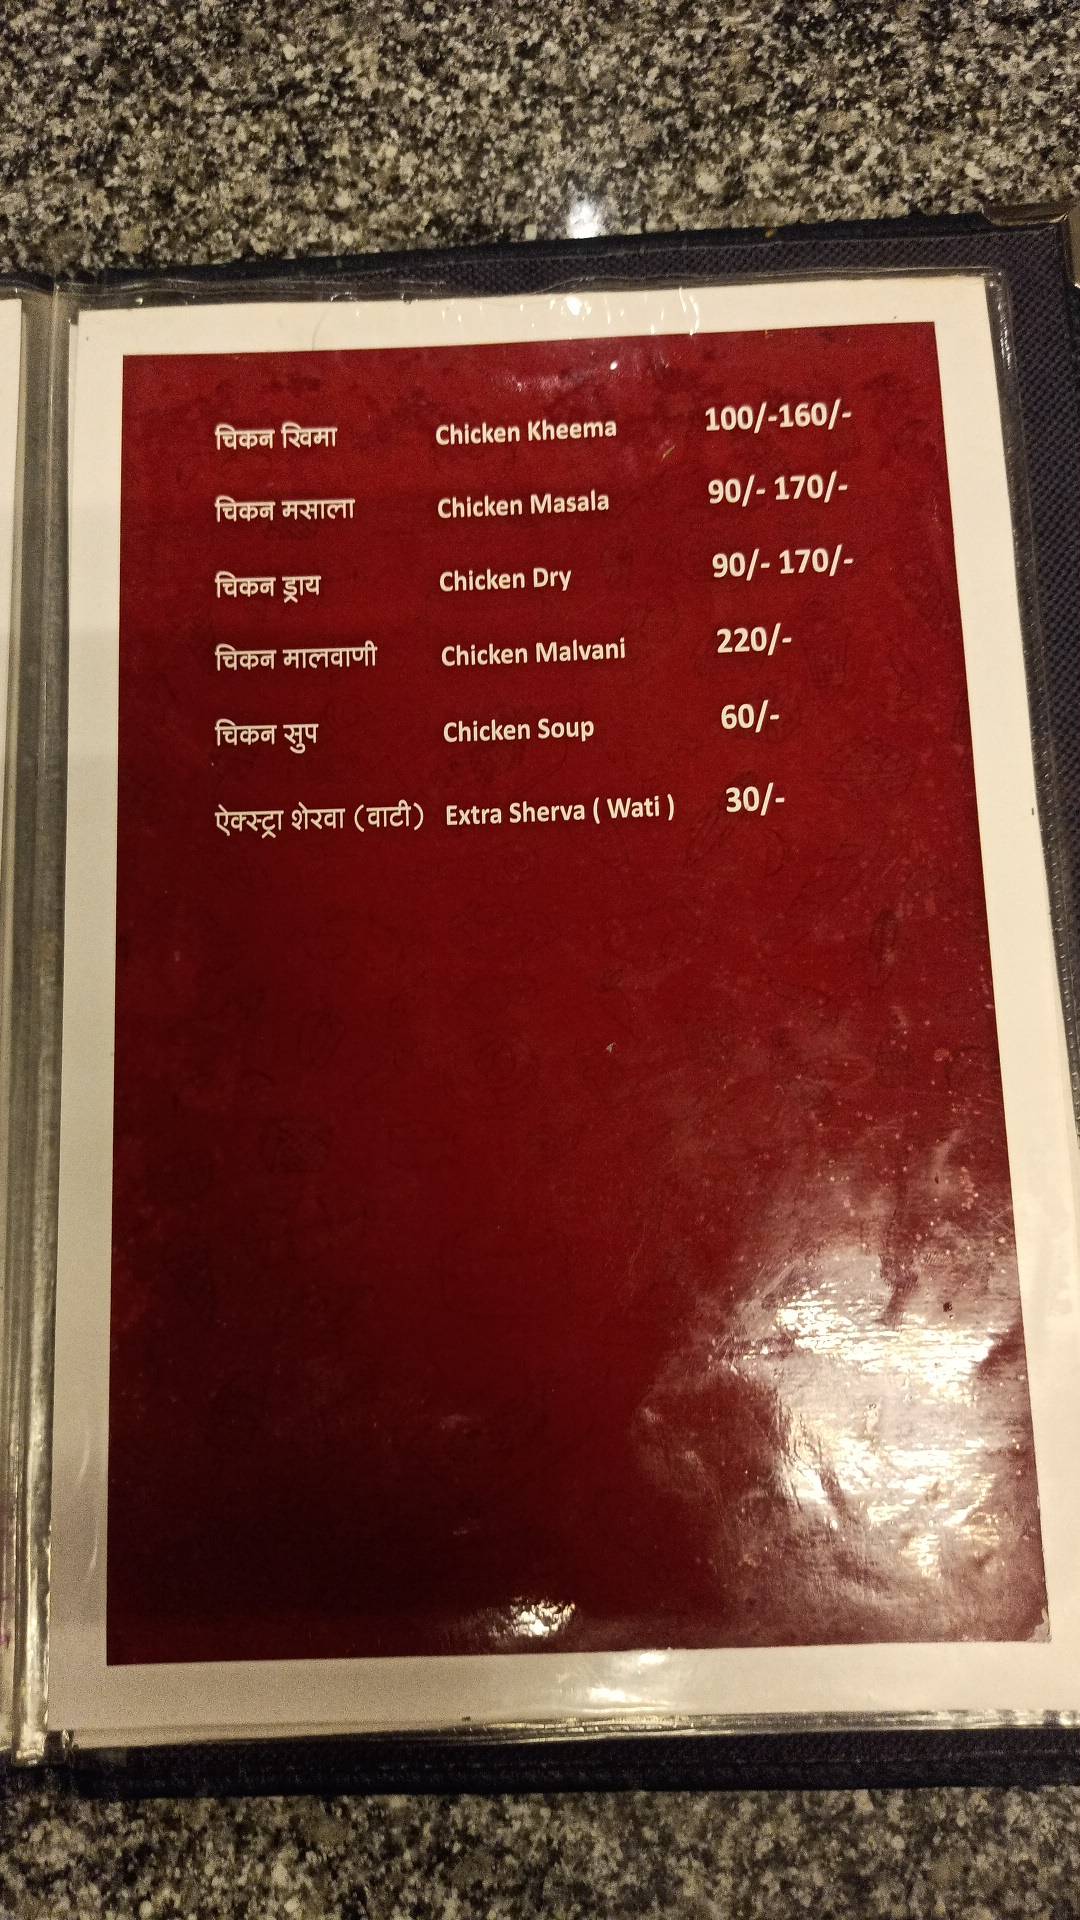 चिकन खिमा Chicken Kheema 100/-160/-
चिकन मसाला Chicken Masala 90/- 170/-
चिकन ड्राय Chicken Dry 90/- 170/-
चिकन मालवाणी Chicken Malvani 220/-
चिकन सुप Chicken Soup 60/-
ऐक्स्ट्रा शेरवा (वाटी) Extra Sherva ( Wati ) 30/-